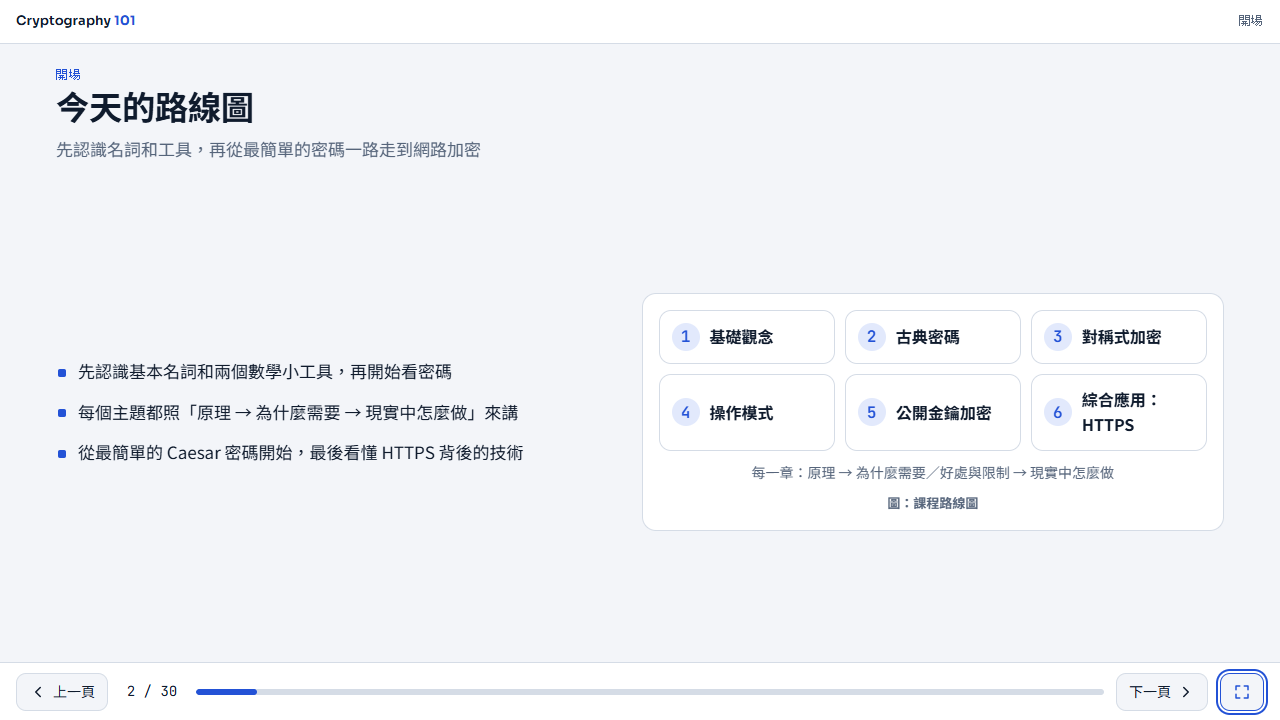 Cryptography 101
開場
開場
今天的路線圖
先認識名詞和工具，再從最簡單的密碼一路走到網路加密
先認識基本名詞和兩個數學小工具，再開始看密碼
每個主題都照「原理 → 為什麼需要 → 現實中怎麼做」來講
從最簡單的 Caesar 密碼開始，最後看懂 HTTPS 背後的技術
1 基礎觀念
2 古典密碼
3 對稱式加密
4 操作模式
5 公開金鑰加密
6 綜合應用：
HTTPS
每一章：原理 → 為什麼需要／好處與限制 → 現實中怎麼做
圖：課程路線圖
上一頁
2 / 30
下一頁